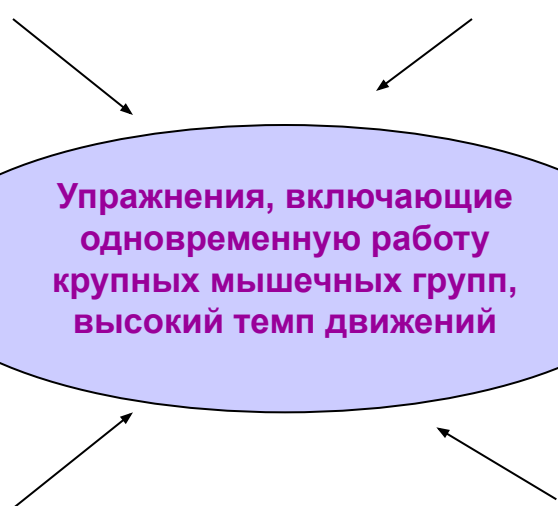 Упражнения, включающие
одновременную работу
крупных мышечных групп,
высокий темп движений